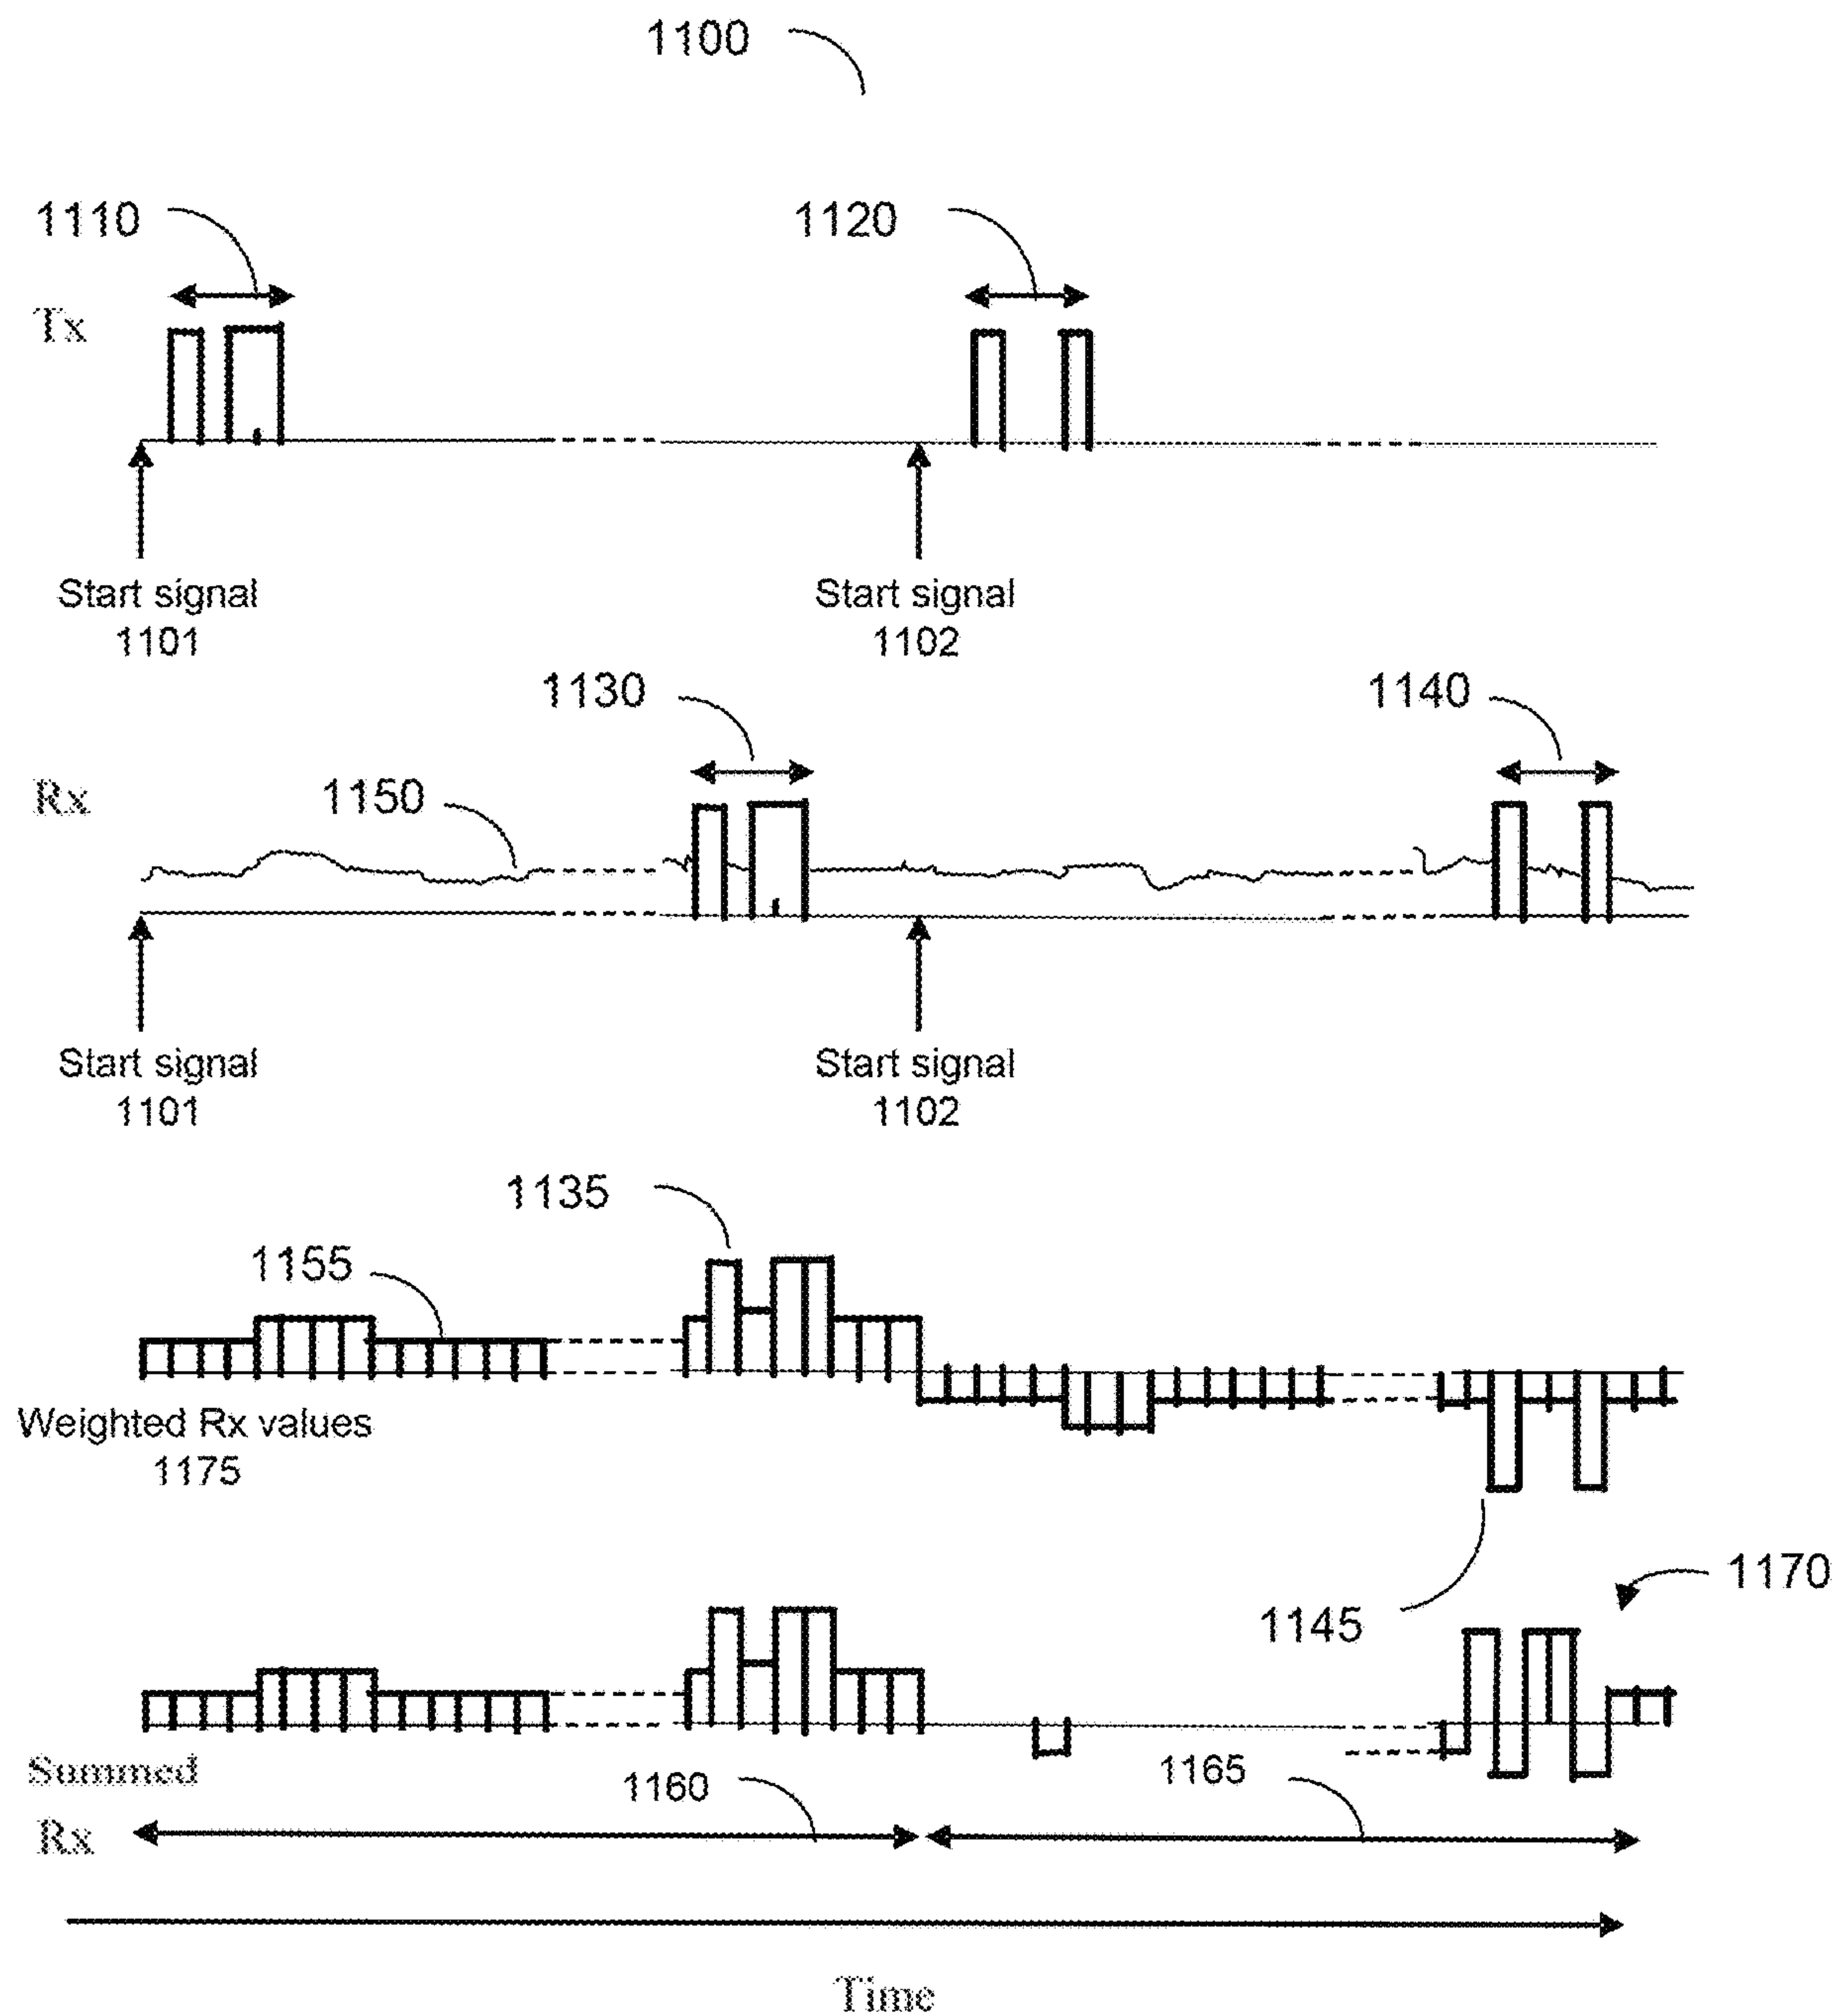 1100
1110
1120
Tx
Start signal
1101
Start signal
1102
1130
1140
Rx
1150
Start signal
1101
Start signal
1102
1135
1155
Weighted Rx values
1175
1170
1145
Summed
Rx
1160
1165
Time